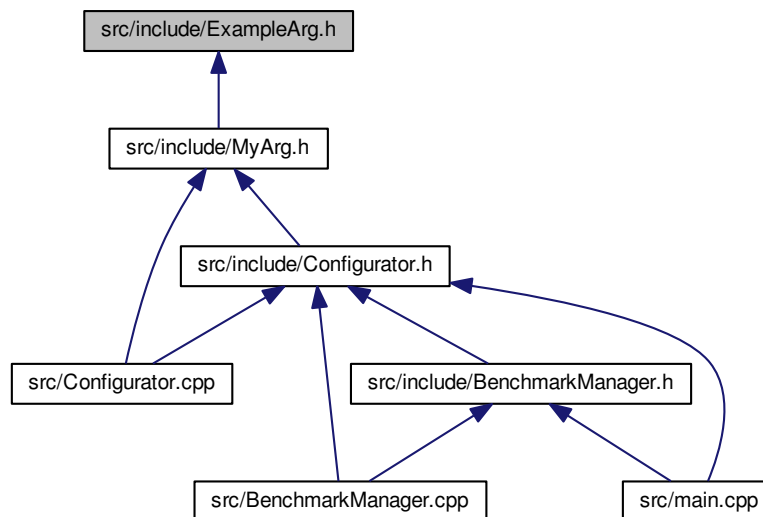 src/include/ExampleArg.h
src/include/MyArg.h
src/include/Configurator.h
src/Configurator.cpp
src/include/BenchmarkManager.h
src/BenchmarkManager.cpp
src/main.cpp